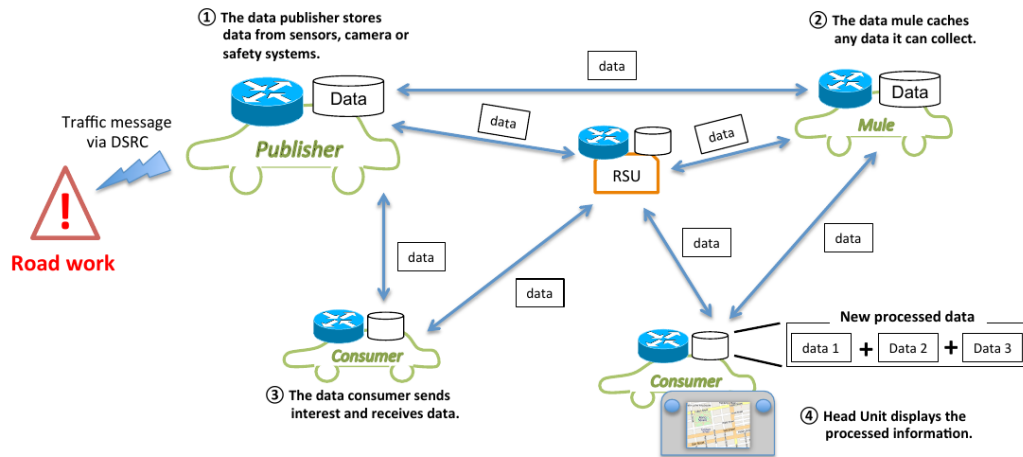 ① The data publisher stores
data from sensors, camera or
safety systems.
② The data mule caches
any data it can collect.
data
Data
Data
Traffic message
via DSRC
Publisher
data
data
Mule
RSU
!
Road work
data
data
data
data
New processed data
data 1 + Data 2 + Data 3
Consumer
Consumer
③ The data consumer sends
interest and receives data.
④ Head Unit displays the
processed information.